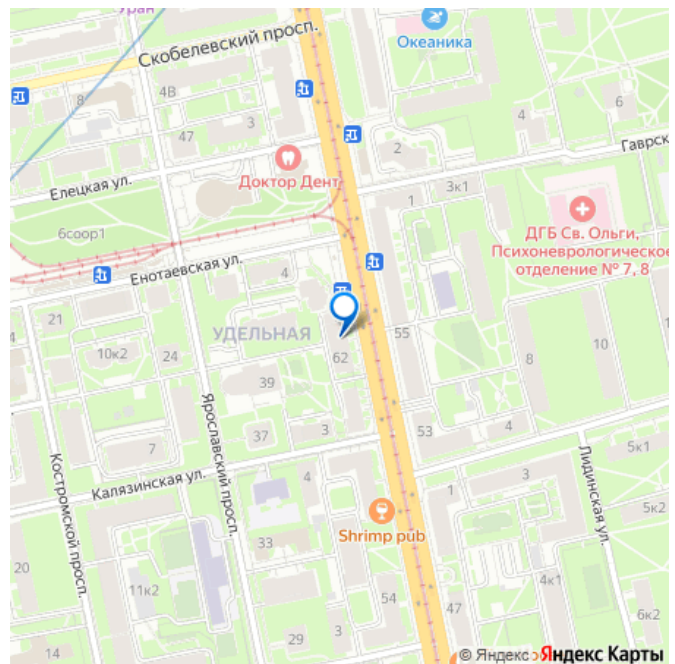 Уран
Скобелевский просп.
Океаника
8
4В
47
3
4
6
2
Гаврск
Доктор Дент
Елецкая ул.
3к1
1
6соор1
ДГБ Св. Ольги,
Психоневрологическое
отделение № 7, 8
Енотаевская ул.
4
21
УДЕЛЬНАЯ
55
10к2
24
62
8
10
39
7
37
3
53
4
5к1
Калязинская ул.
Ярославский просп.
Костромской просп.
Лидинская ул.
4
1
3
5к2
Shrimp pub
33
20
11к2
54
47
4к1
6к2
14
29
© Яндекс
Яндекс Карты